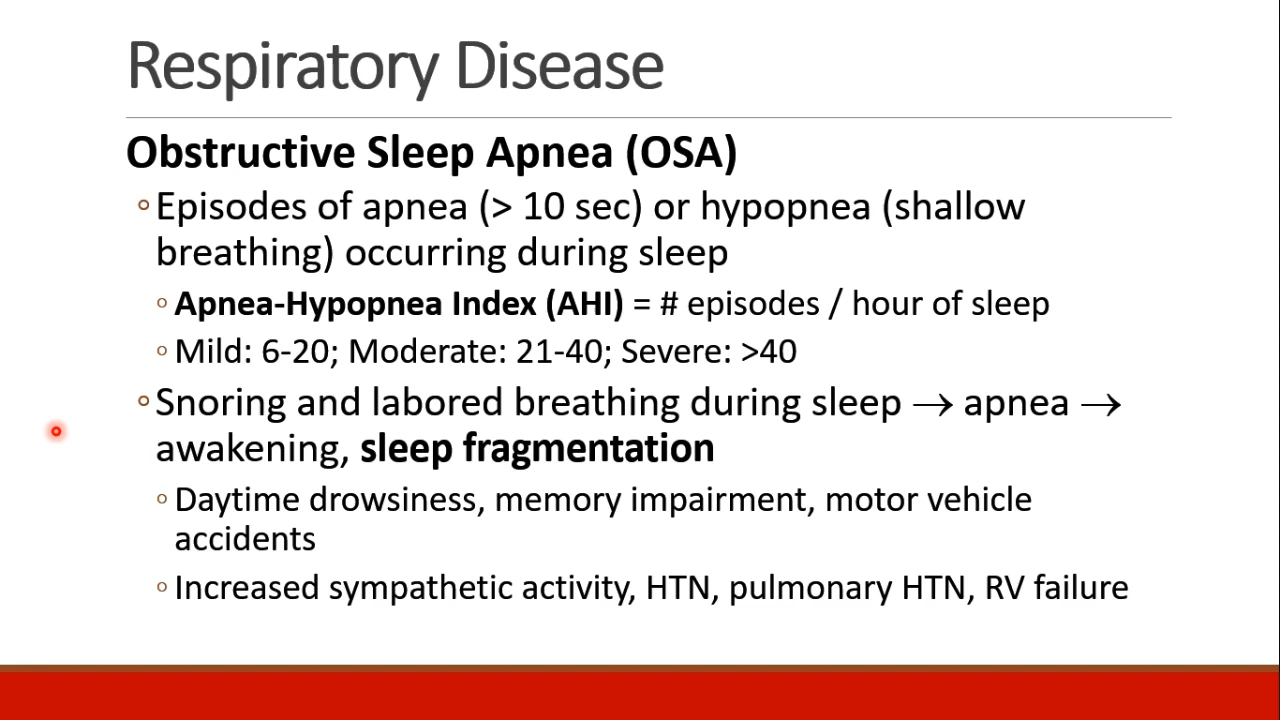 Respiratory Disease
Obstructive Sleep Apnea (OSA)
◦Episodes of apnea (> 10 sec) or hypopnea (shallow
breathing) occurring during sleep
◦Apnea-Hypopnea Index (AHI) = # episodes / hour of sleep
◦Mild: 6-20; Moderate: 21-40; Severe: >40
◦Snoring and labored breathing during sleep → apnea →
awakening, sleep fragmentation
◦Daytime drowsiness, memory impairment, motor vehicle
accidents
◦Increased sympathetic activity, HTN, pulmonary HTN, RV failure